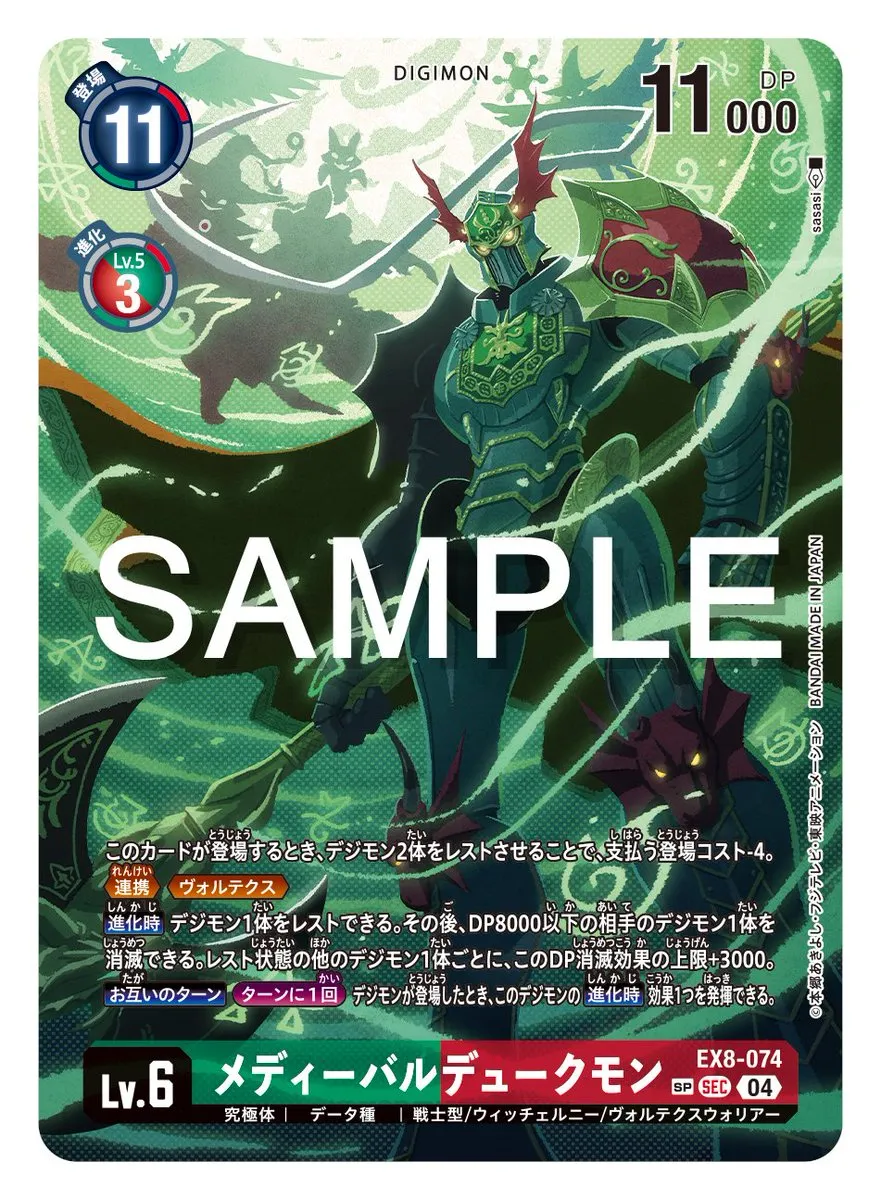 登場
11
DIGIMON
11000
DP
進化
Lv.5
3
sasasi
SAMPLE
©本郷あきよし・フジテレビ・東映アニメーション BANDAI MADE IN JAPAN
このカードが登場するとき、デジモン2体をレストさせることで、支払う登場コスト-4。
連携 ヴォルテクス
進化時 デジモン1体をレストできる。その後、DP8000以下の相手のデジモン1体を
消滅できる。レスト状態の他のデジモン1体ごとに、このDP消滅効果の上限+3000。
お互いのターン ターンに1回 デジモンが登場したとき、このデジモンの 進化時 効果1つを発揮できる。
Lv.6
メディーバルデュークモン
EX8-074
SP SEC 04
究極体 | データ種 | 戦士型/ウィッチェルニー/ヴォルテクスウォリアー